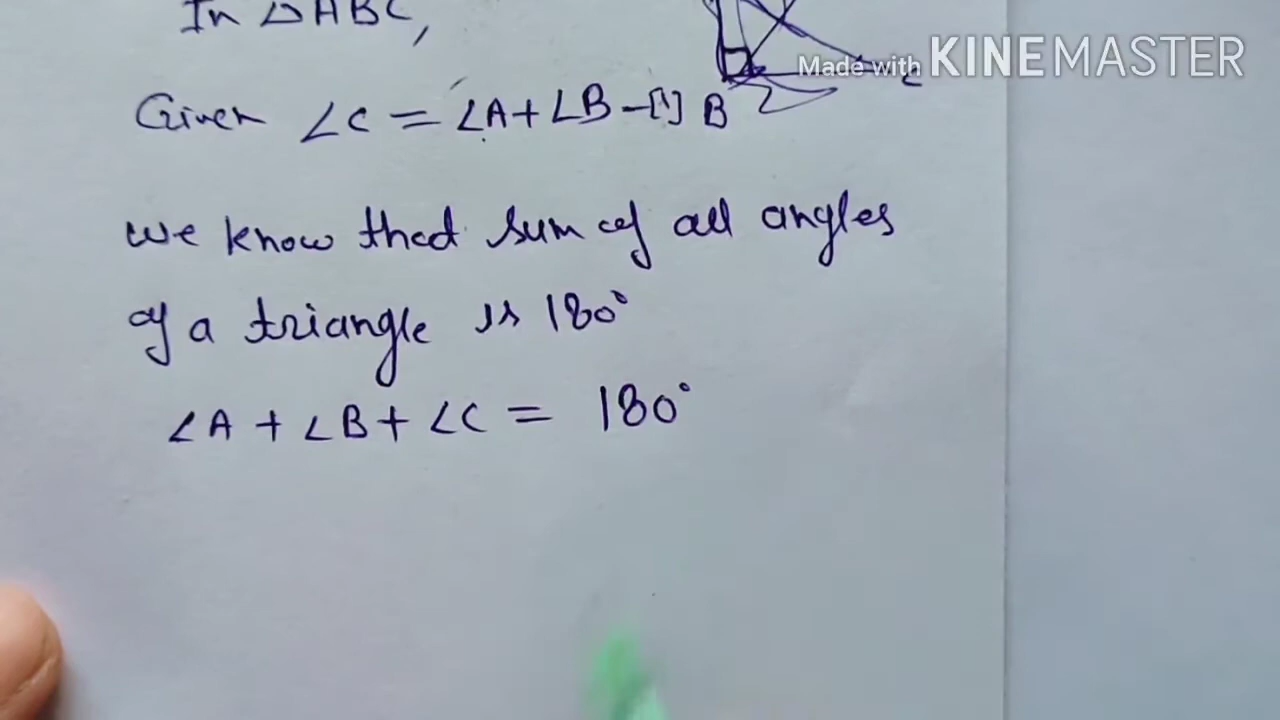 In △ABC,
Made with KINEMASTER
C
Given ∠C = ∠A + ∠B -[1] B
we know that sum of all angles
of a triangle is 180°
∠A + ∠B + ∠C = 180°